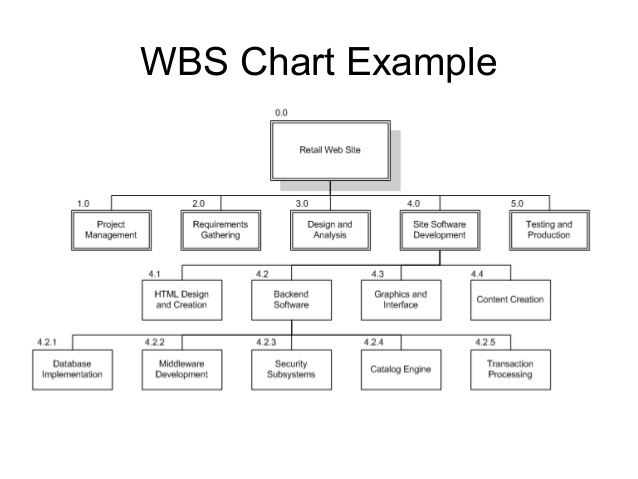 WBS Chart Example
0.0
Retail Web Site
1.0
Project
Management
2.0
Requirements
Gathering
3.0
Design and
Analysis
4.0
Site Software
Development
5.0
Testing and
Production
4.1
HTML Design
and Creation
4.2
Backend
Software
4.3
Graphics and
Interface
4.4
Content Creation
4.2.1
Database
Implementation
4.2.2
Middleware
Development
4.2.3
Security
Subsystems
4.2.4
Catalog Engine
4.2.5
Transaction
Processing